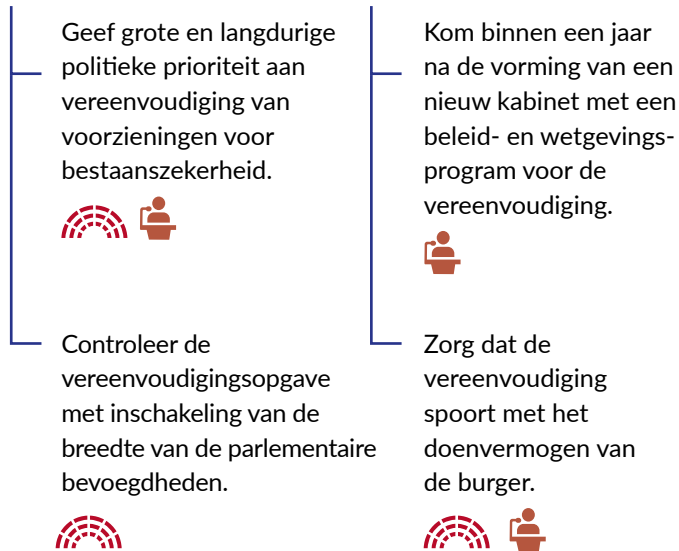 Geef grote en langdurige
politieke prioriteit aan
vereenvoudiging van
voorzieningen voor
bestaanszekerheid.
Controleer de
vereenvoudigingsopgave
met inschakeling van de
breedte van de parlementaire
bevoegdheden.
Kom binnen een jaar
na de vorming van een
nieuw kabinet met een
beleid- en wetgevings-
program voor de
vereenvoudiging.
Zorg dat de
vereenvoudiging
spoort met het
doenvermogen van
de burger.